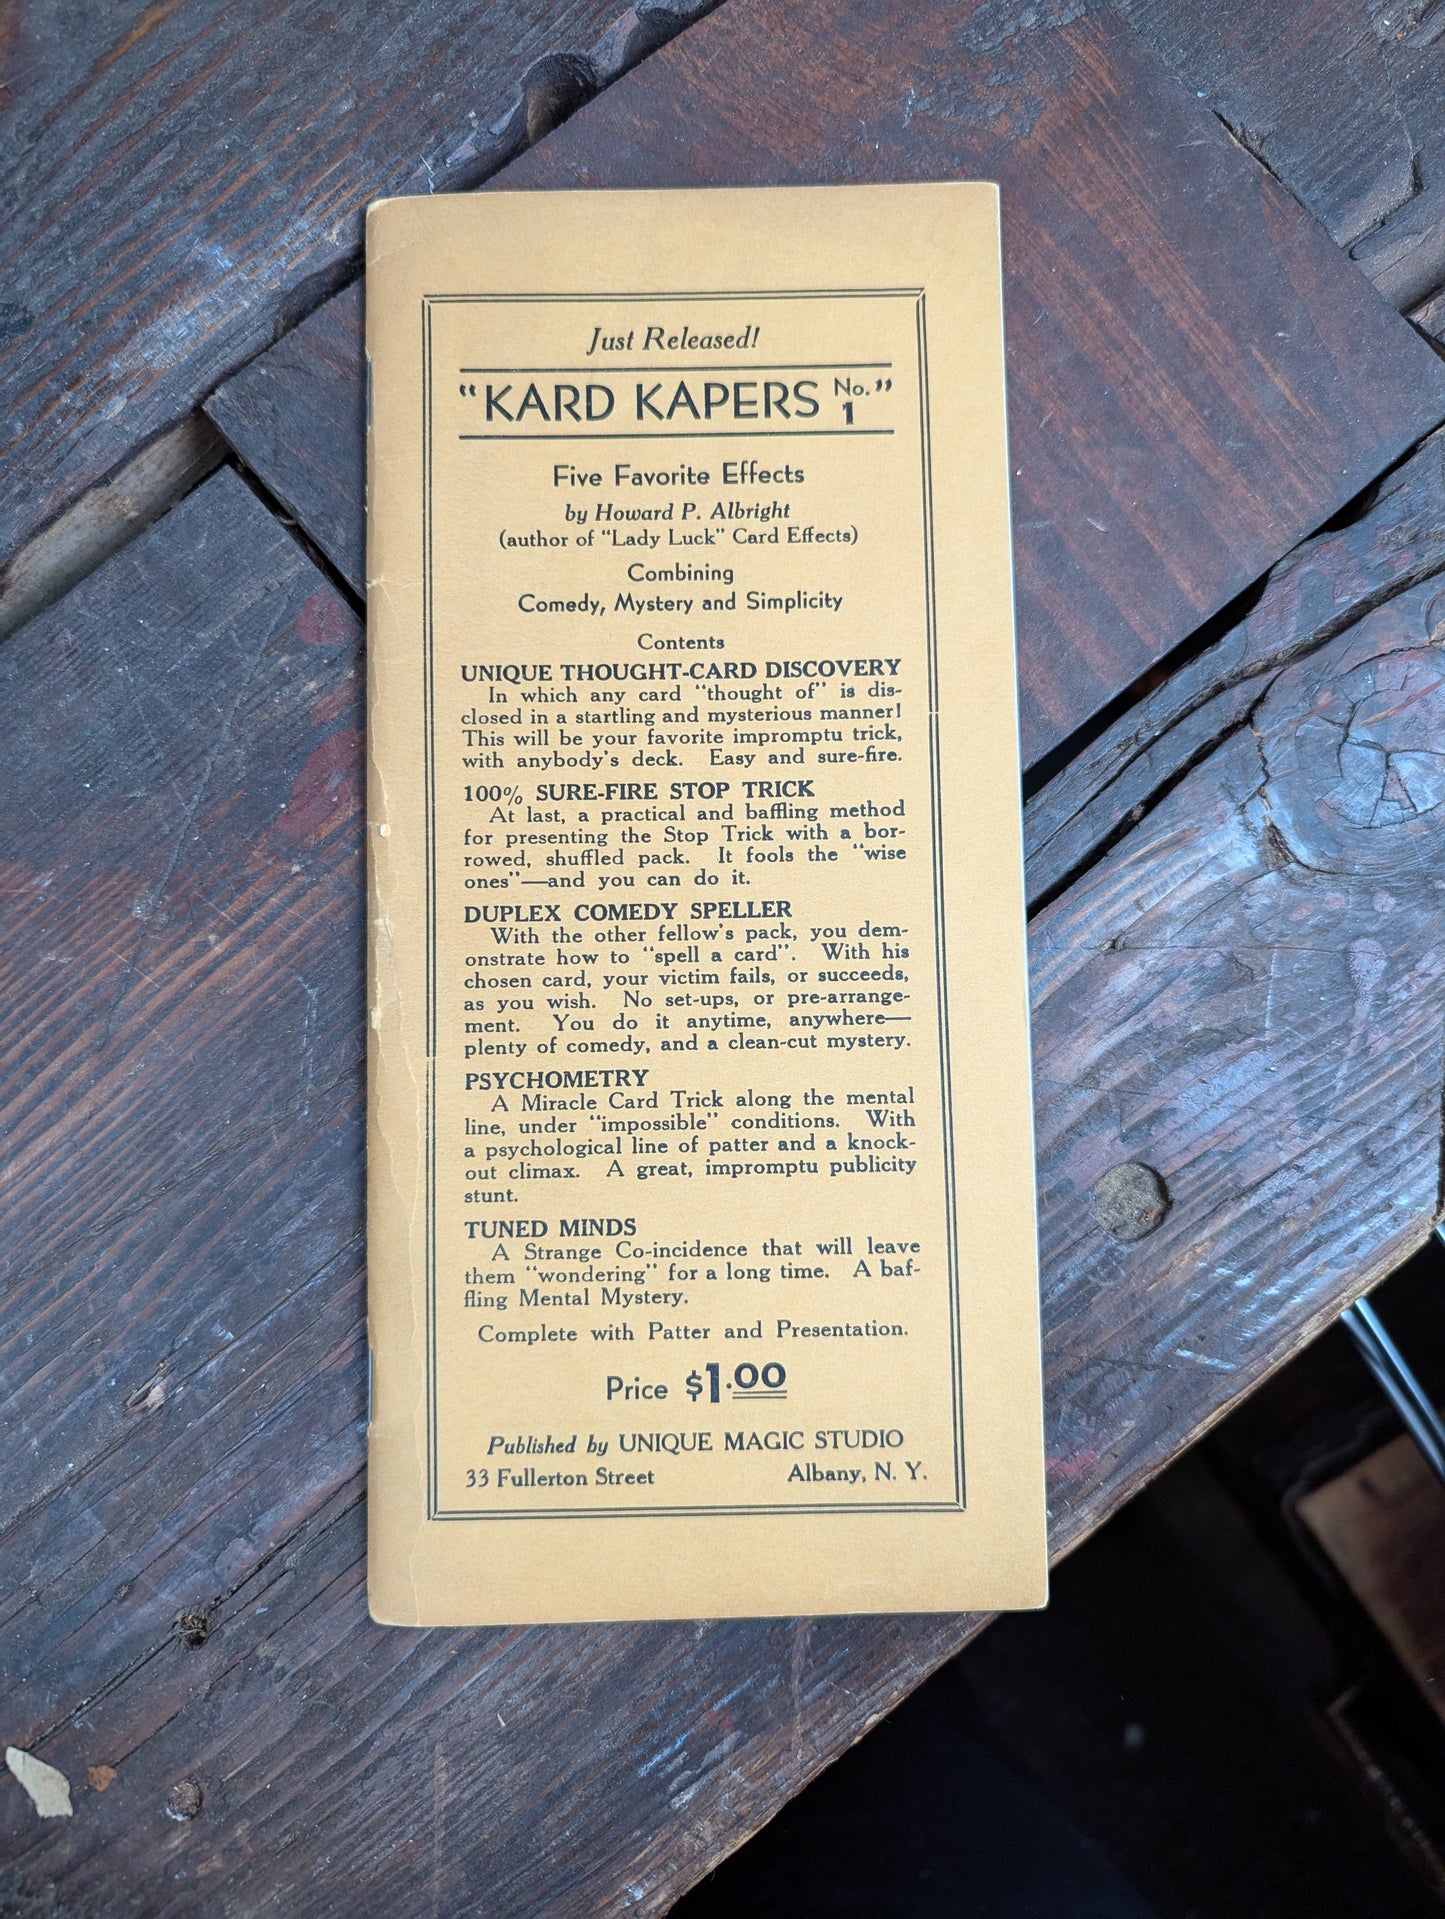 Just Released!
"KARD KAPERS No. 1"
Five Favorite Effects
by Howard P. Albright
(author of "Lady Luck" Card Effects)
Combining
Comedy, Mystery and Simplicity
Contents
UNIQUE THOUGHT-CARD DISCOVERY
In which any card "thought of" is dis-
closed in a startling and mysterious manner!
This will be your favorite impromptu trick,
with anybody's deck. Easy and sure-fire.
100% SURE-FIRE STOP TRICK
At last, a practical and baffling method
for presenting the Stop Trick with a bor-
rowed, shuffled pack. It fools the "wise
ones"—and you can do it.
DUPLEX COMEDY SPELLER
With the other fellow's pack, you dem-
onstrate how to "spell a card". With his
chosen card, your victim fails, or succeeds,
as you wish. No set-ups, or pre-arrange-
ment. You do it anytime, anywhere—
plenty of comedy, and a clean-cut mystery.
PSYCHOMETRY
A Miracle Card Trick along the mental
line, under "impossible" conditions. With
a psychological line of patter and a knock-
out climax. A great, impromptu publicity
stunt.
TUNED MINDS
A Strange Co-incidence that will leave
them "wondering" for a long time. A baf-
fling Mental Mystery.
Complete with Patter and Presentation.
Price $1.00
Published by UNIQUE MAGIC STUDIO
33 Fullerton Street Albany, N. Y.